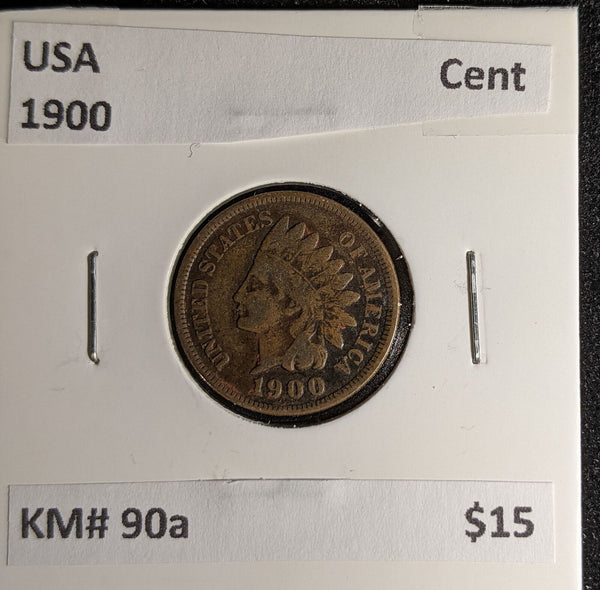 USA Cent
1900
UNITED STATES OF AMERICA
1900
KM# 90a $15